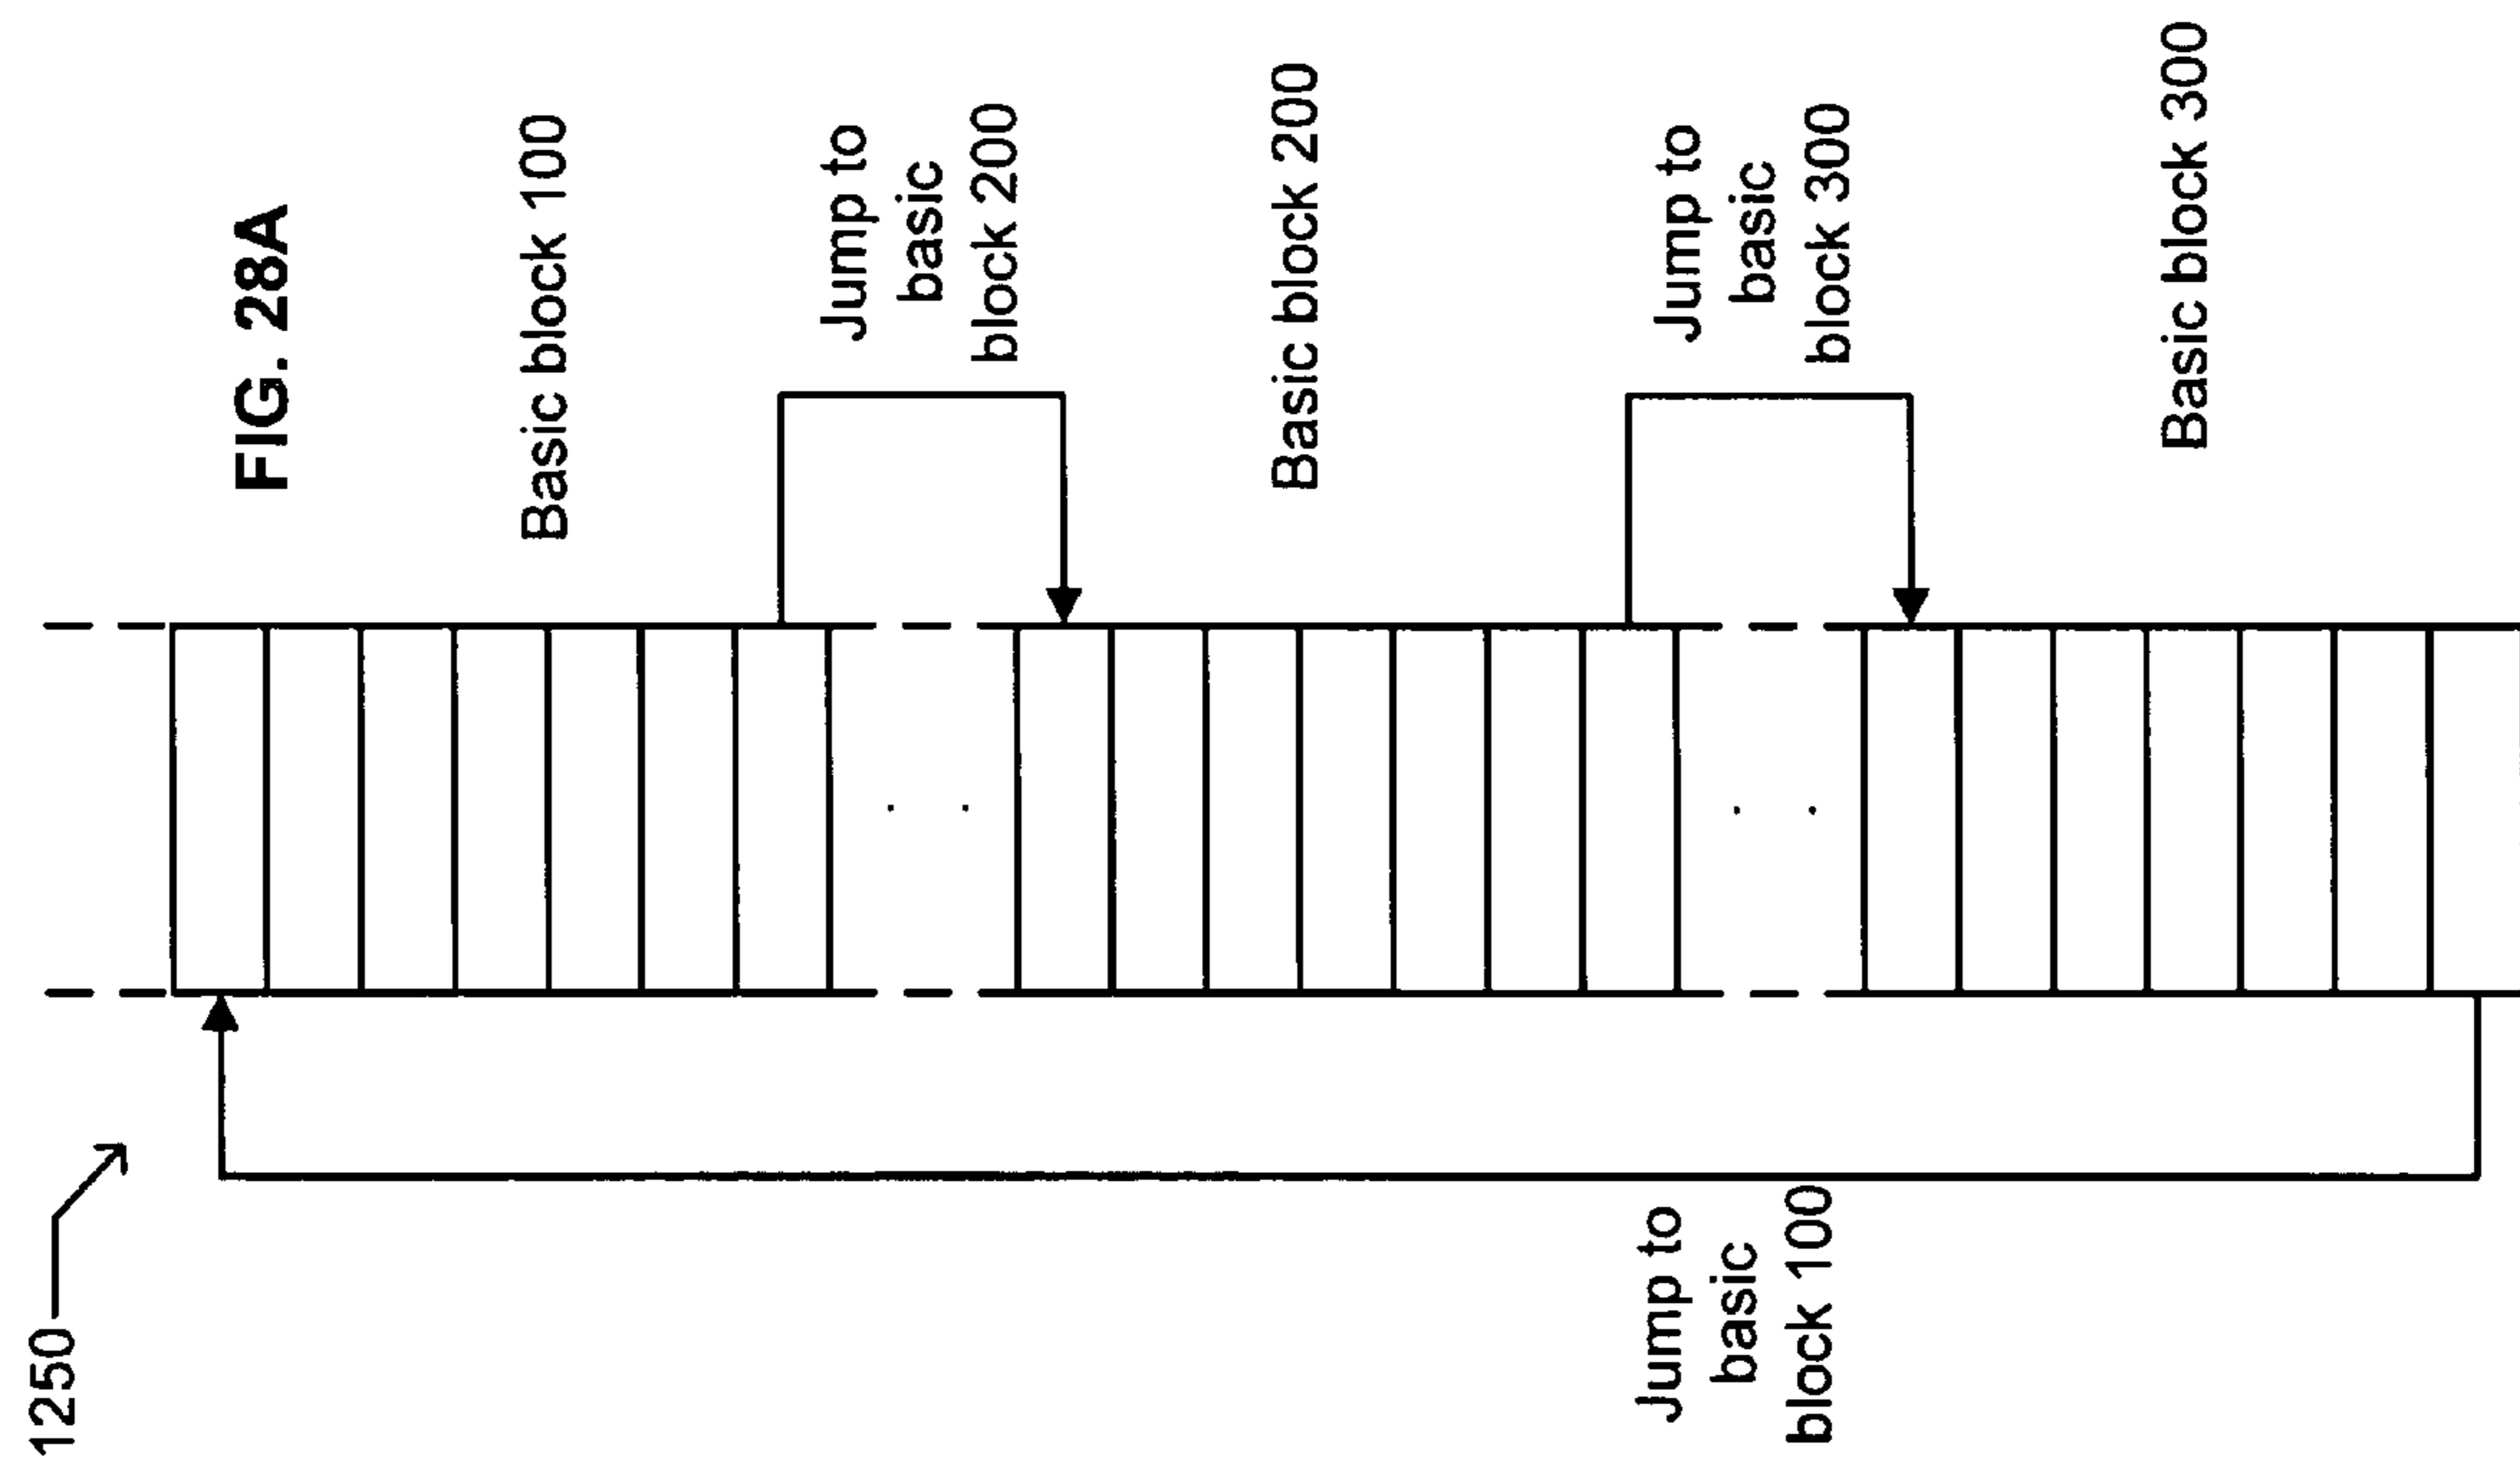 1250
FIG. 28A
Basic block 100
Jump to
basic
block 200
Basic block 200
Jump to
basic
block 300
Basic block 300
Jump to
basic
block 100